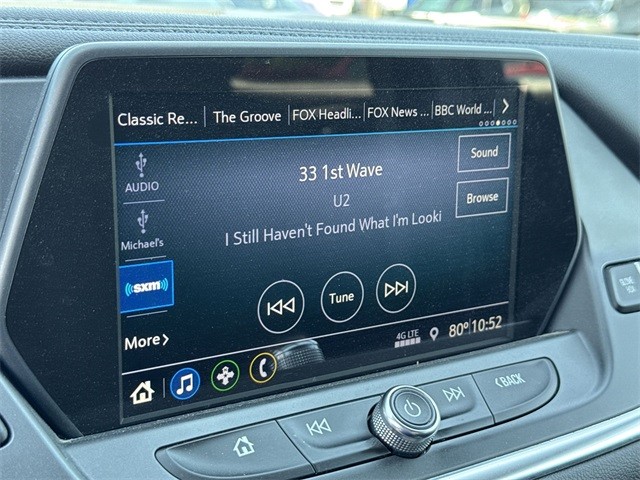 Classic Re... The Groove FOX Headli... FOX News ... BBC World ...
AUDIO
Michael's
sxm
More
33 1st Wave
U2
I Still Haven't Found What I'm Looki
Sound
Browse
Tune
4G LTE
80° 10:52
BACK